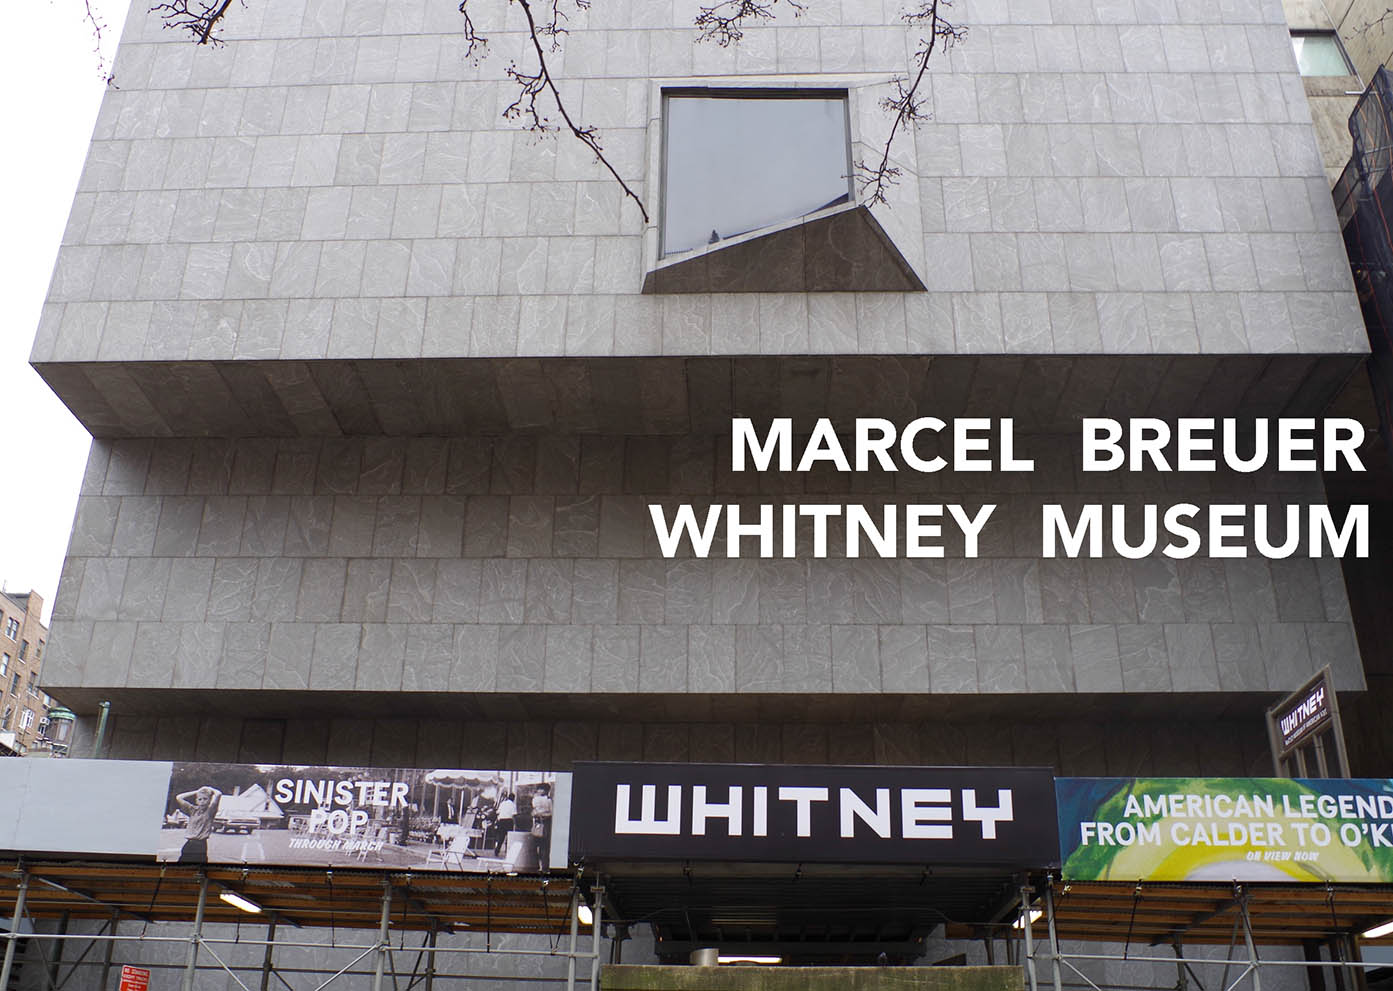 MARCEL BREUER
WHITNEY MUSEUM
WHITNEY
SINISTER
POP
THROUGH MARCH
WHITNEY
AMERICAN LEGEND
FROM CALDER TO O'K
ON VIEW NOW